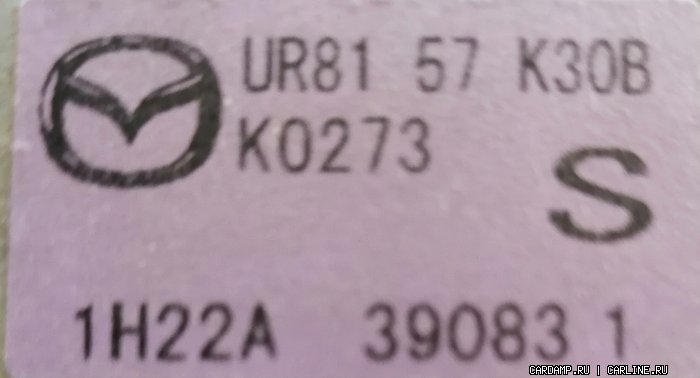 UR81 57 K30B
K0273
S
1H22A 39083 1
CARDAMP.RU | CARLINE.RU